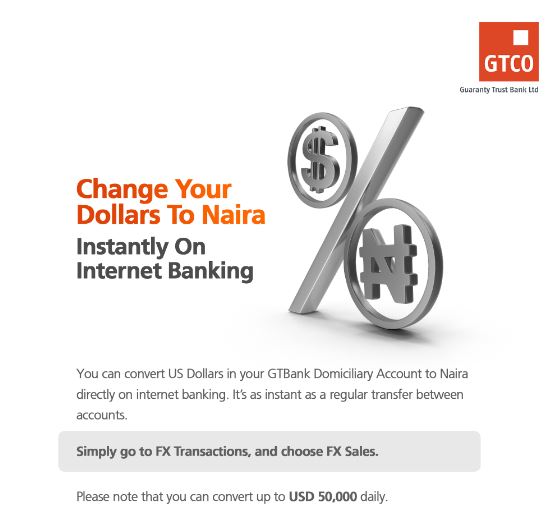 GTCO
Guaranty Trust Bank Ltd
$
₦
Change Your
Dollars To Naira
Instantly On
Internet Banking
You can convert US Dollars in your GTBank Domiciliary Account to Naira
directly on internet banking. It's as instant as a regular transfer between
accounts.
Simply go to FX Transactions, and choose FX Sales.
Please note that you can convert up to USD 50,000 daily.